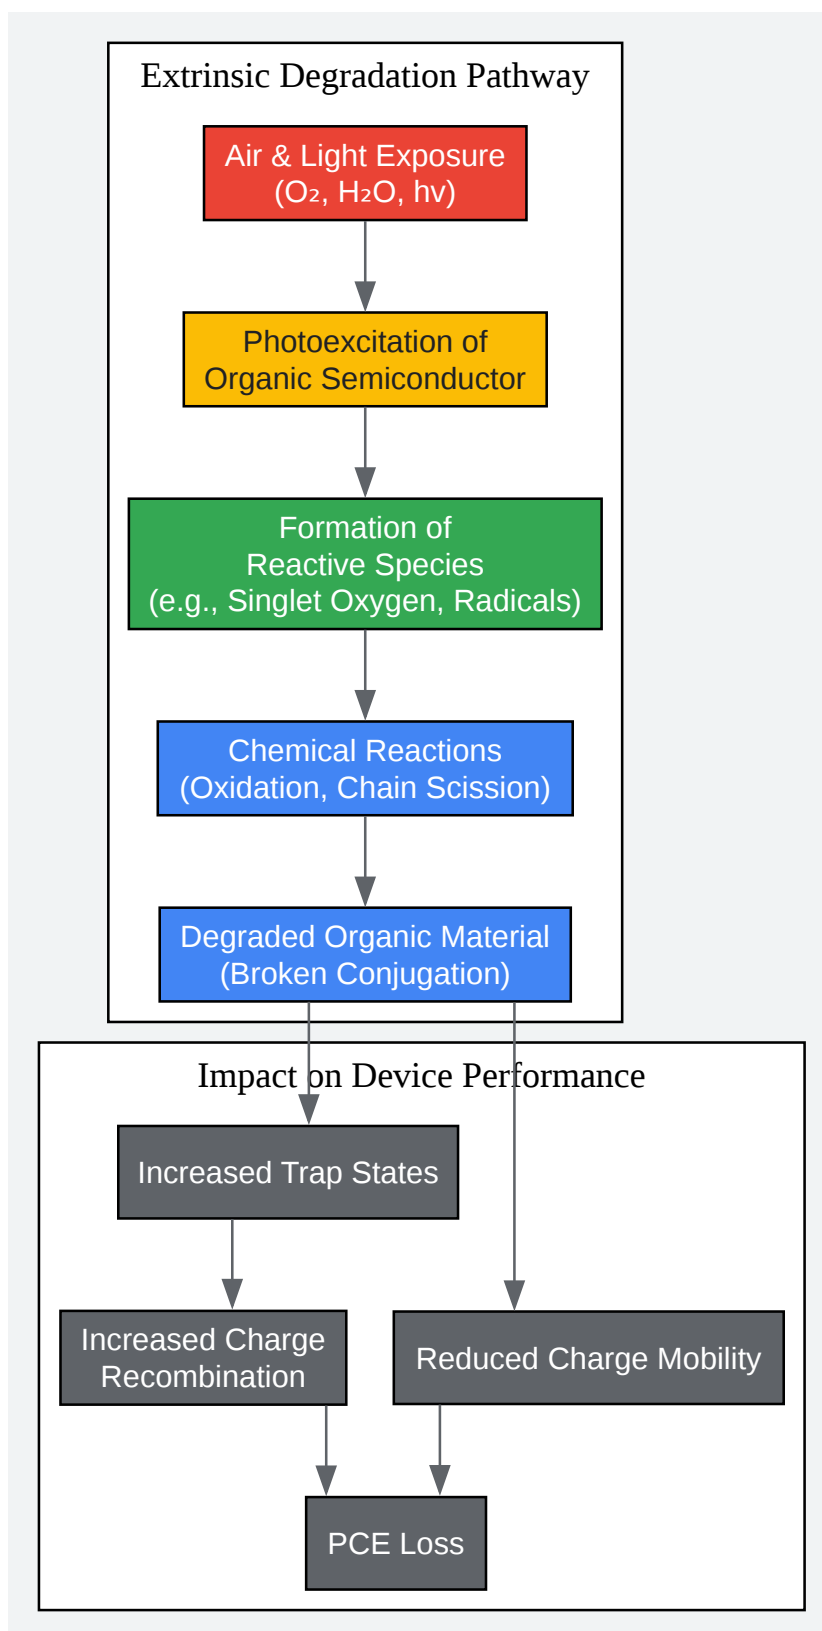 Extrinsic Degradation Pathway
Air & Light Exposure
(O₂, H₂O, hv)
Photoexcitation of
Organic Semiconductor
Formation of
Reactive Species
(e.g., Singlet Oxygen, Radicals)
Chemical Reactions
(Oxidation, Chain Scission)
Degraded Organic Material
(Broken Conjugation)
Impact on Device Performance
Increased Trap States
Increased Charge
Recombination
Reduced Charge Mobility
PCE Loss